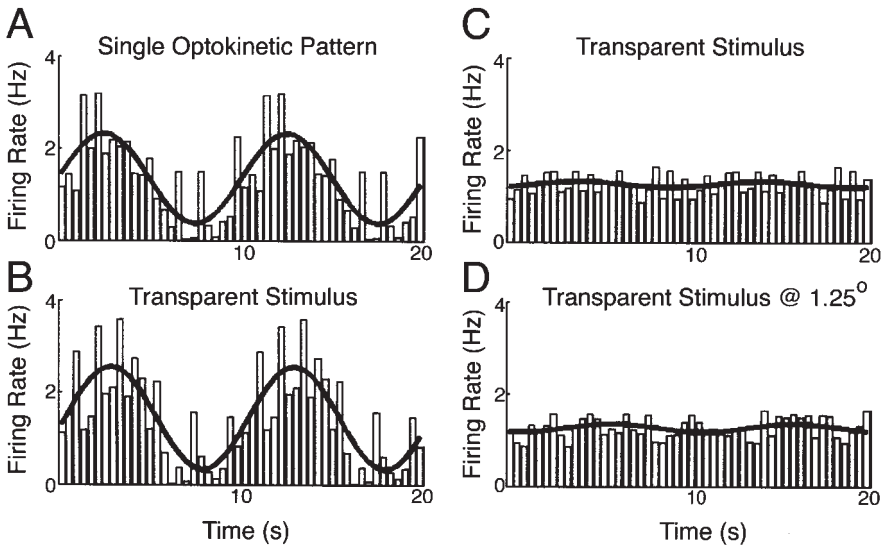 A
Single Optokinetic Pattern
4
2
0
Firing Rate (Hz)
10
20
B
Transparent Stimulus
4
2
0
Firing Rate (Hz)
10
20
Time (s)
C
Transparent Stimulus
4
2
0
Firing Rate (Hz)
10
20
D
Transparent Stimulus @ 1.25°
4
2
0
Firing Rate (Hz)
10
20
Time (s)